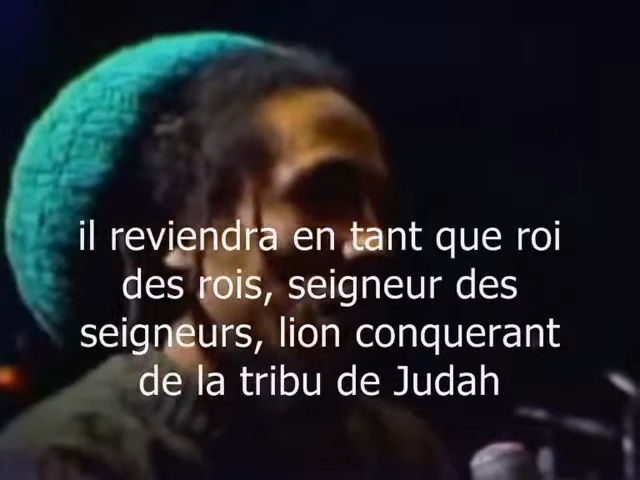 il reviendra en tant que roi
des rois, seigneur des
seigneurs, lion conquerant
de la tribu de Judah